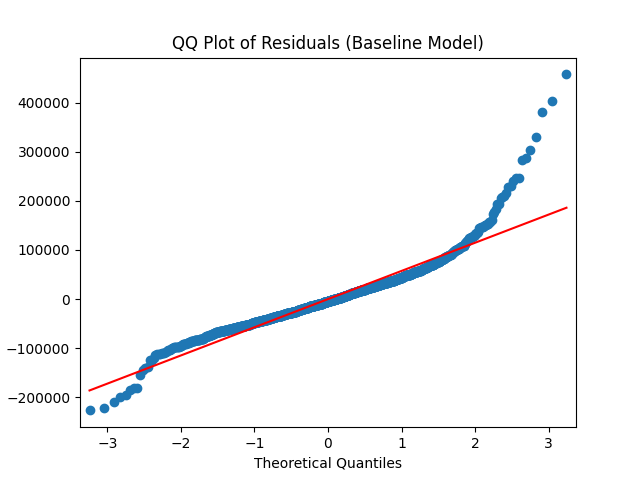 QQ Plot of Residuals (Baseline Model)
400000
300000
200000
100000
0
−100000
−200000
−3 −2 −1 0 1 2 3
Theoretical Quantiles